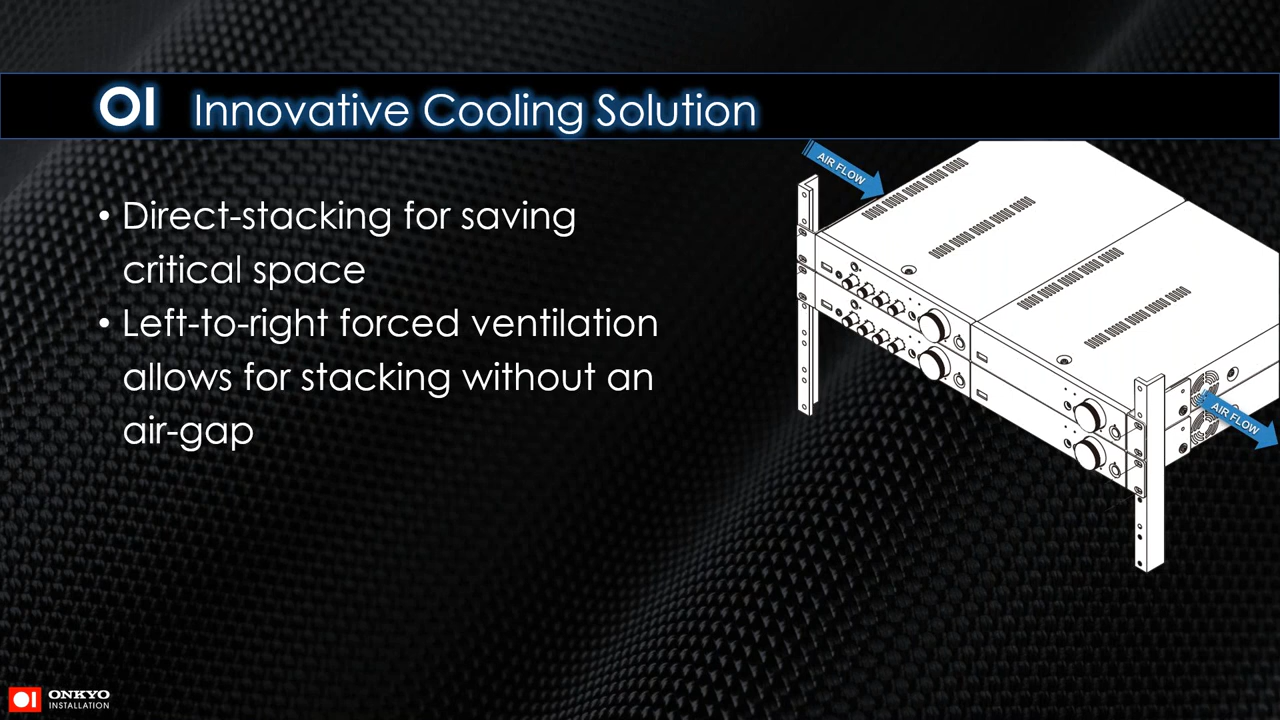 OI Innovative Cooling Solution
• Direct-stacking for saving
critical space
• Left-to-right forced ventilation
allows for stacking without an
air-gap
AIR FLOW
AIR FLOW
OI ONKYO
INSTALLATION